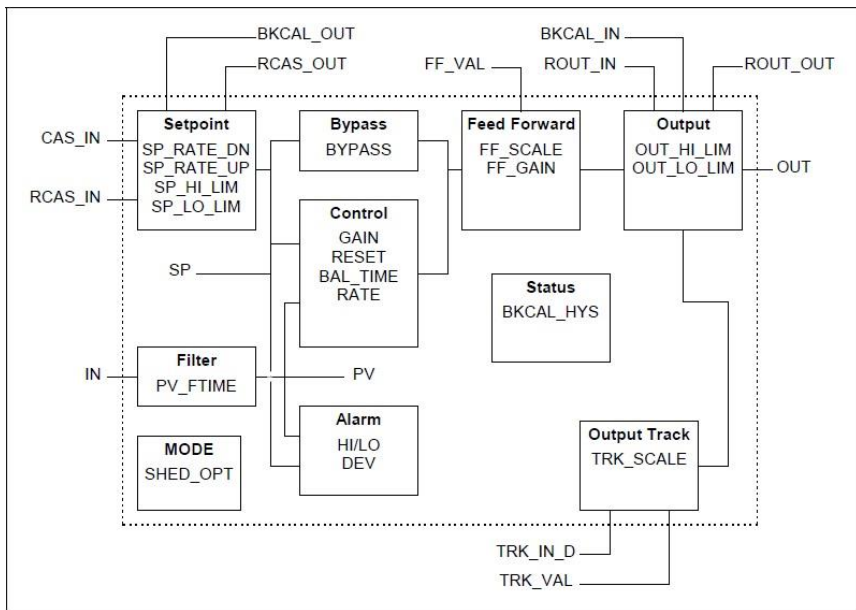 BKCAL_OUT
BKCAL_IN
RCAS_OUT
FF_VAL
ROUT_IN
ROUT_OUT
CAS_IN
RCAS_IN
Setpoint
SP_RATE_DN
SP_RATE_UP
SP_HI_LIM
SP_LO_LIM
Bypass
BYPASS
Feed Forward
FF_SCALE
FF_GAIN
Output
OUT_HI_LIM
OUT_LO_LIM
OUT
Control
GAIN
RESET
BAL_TIME
RATE
SP
Status
BKCAL_HYS
IN
Filter
PV_FTIME
PV
MODE
SHED_OPT
Alarm
HI/LO
DEV
Output Track
TRK_SCALE
TRK_IN_D
TRK_VAL